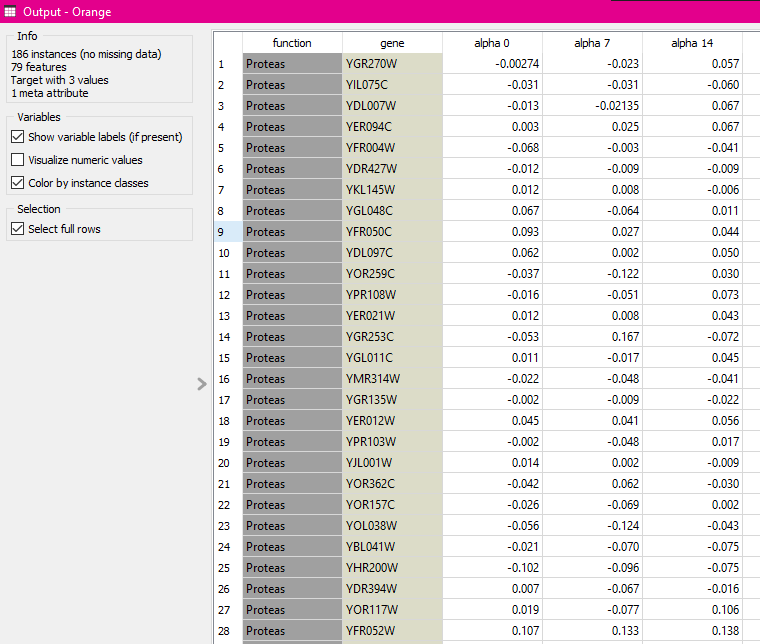 Output - Orange
Info
186 instances (no missing data)
79 features
Target with 3 values
1 meta attribute
Variables
Show variable labels (if present)
Visualize numeric values
Color by instance classes
Selection
Select full rows
function gene alpha 0 alpha 7 alpha 14
1 Proteas YGR270W -0.00274 -0.023 0.057
2 Proteas YIL075C -0.031 -0.031 -0.060
3 Proteas YDL007W -0.013 -0.02135 0.067
4 Proteas YER094C 0.003 0.025 0.067
5 Proteas YFR004W -0.068 -0.003 -0.041
6 Proteas YDR427W -0.012 -0.009 -0.009
7 Proteas YKL145W 0.012 0.008 -0.006
8 Proteas YGL048C 0.067 -0.064 0.011
9 Proteas YFR050C 0.093 0.027 0.044
10 Proteas YDL097C 0.062 0.002 0.050
11 Proteas YOR259C -0.037 -0.122 0.030
12 Proteas YPR108W -0.016 -0.051 0.073
13 Proteas YER021W 0.012 0.008 0.043
14 Proteas YGR253C -0.053 0.167 -0.072
15 Proteas YGL011C 0.011 -0.017 0.045
16 Proteas YMR314W -0.022 -0.048 -0.041
17 Proteas YGR135W -0.002 -0.009 -0.022
18 Proteas YER012W 0.045 0.041 0.056
19 Proteas YPR103W -0.002 -0.048 0.017
20 Proteas YJL001W 0.014 0.002 -0.009
21 Proteas YOR362C -0.042 0.062 -0.030
22 Proteas YOR157C -0.026 -0.069 0.002
23 Proteas YOL038W -0.056 -0.124 -0.043
24 Proteas YBL041W -0.021 -0.070 -0.075
25 Proteas YHR200W -0.102 -0.096 -0.075
26 Proteas YDR394W 0.007 -0.067 -0.016
27 Proteas YOR117W 0.019 -0.077 0.106
28 Proteas YFR052W 0.107 0.133 0.138